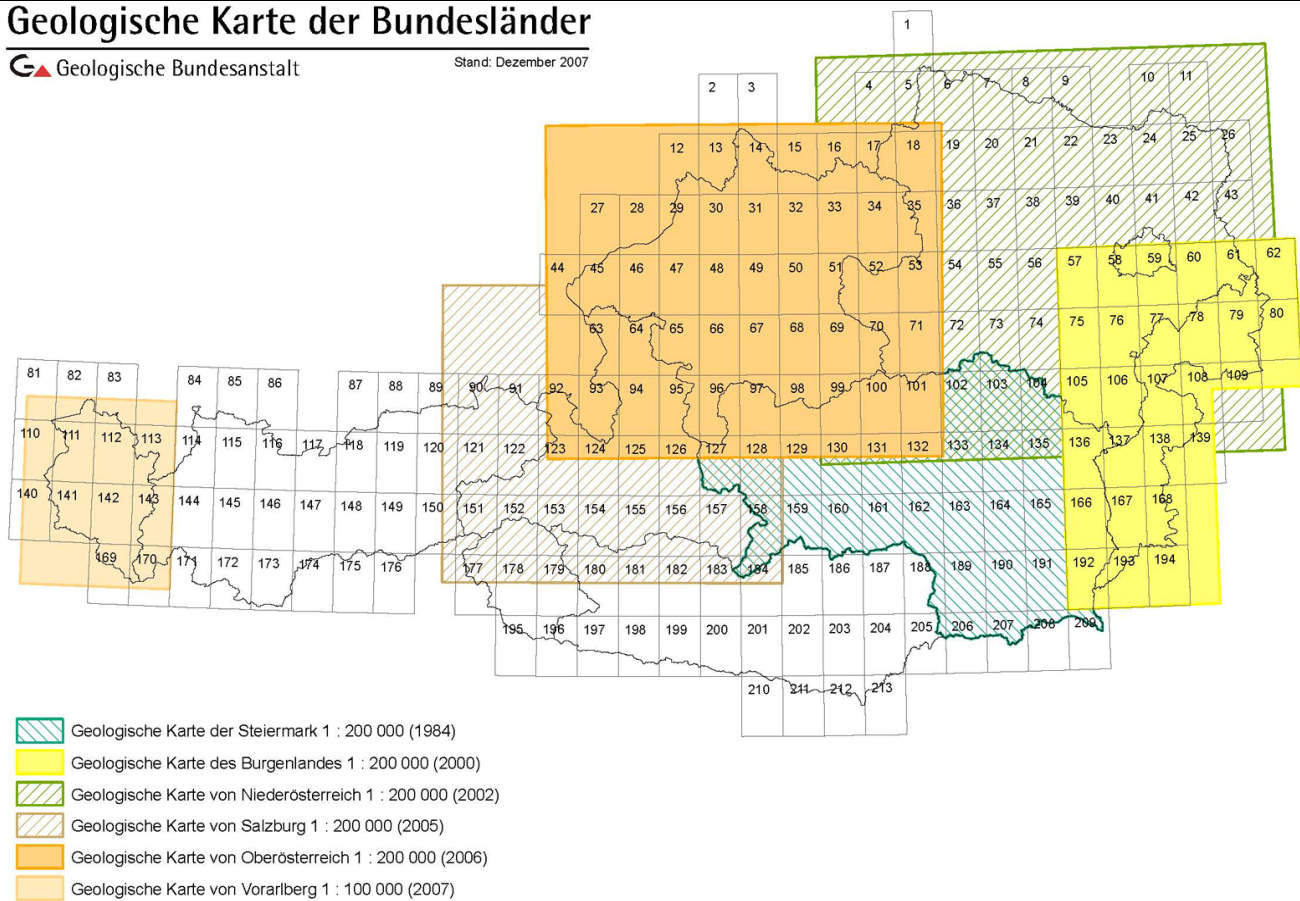 Geologische Karte der Bundesländer
Geologische Bundesanstalt
Stand: Dezember 2007
1
2 3 4 5 6 7 8 9 10 11
12 13 14 15 16 17 18 19 20 21 22 23 24 25 26
27 28 29 30 31 32 33 34 35 36 37 38 39 40 41 42 43
44 45 46 47 48 49 50 51 52 53 54 55 56 57 58 59 60 61 62
63 64 65 66 67 68 69 70 71 72 73 74 75 76 77 78 79 80
81 82 83 84 85 86 87 88 89 90 91 92 93 94 95 96 97 98 99 100 101 102 103 104 105 106 107 108 109
110 111 112 113 114 115 116 117 118 119 120 121 122 123 124 125 126 127 128 129 130 131 132 133 134 135 136 137 138 139
140 141 142 143 144 145 146 147 148 149 150 151 152 153 154 155 156 157 158 159 160 161 162 163 164 165 166 167 168
169 170 171 172 173 174 175 176 177 178 179 180 181 182 183 184 185 186 187 188 189 190 191 192 193 194
195 196 197 198 199 200 201 202 203 204 205 206 207 208 209
210 211 212 213
Geologische Karte der Steiermark 1 : 200 000 (1984)
Geologische Karte des Burgenlandes 1 : 200 000 (2000)
Geologische Karte von Niederösterreich 1 : 200 000 (2002)
Geologische Karte von Salzburg 1 : 200 000 (2005)
Geologische Karte von Oberösterreich 1 : 200 000 (2006)
Geologische Karte von Vorarlberg 1 : 100 000 (2007)